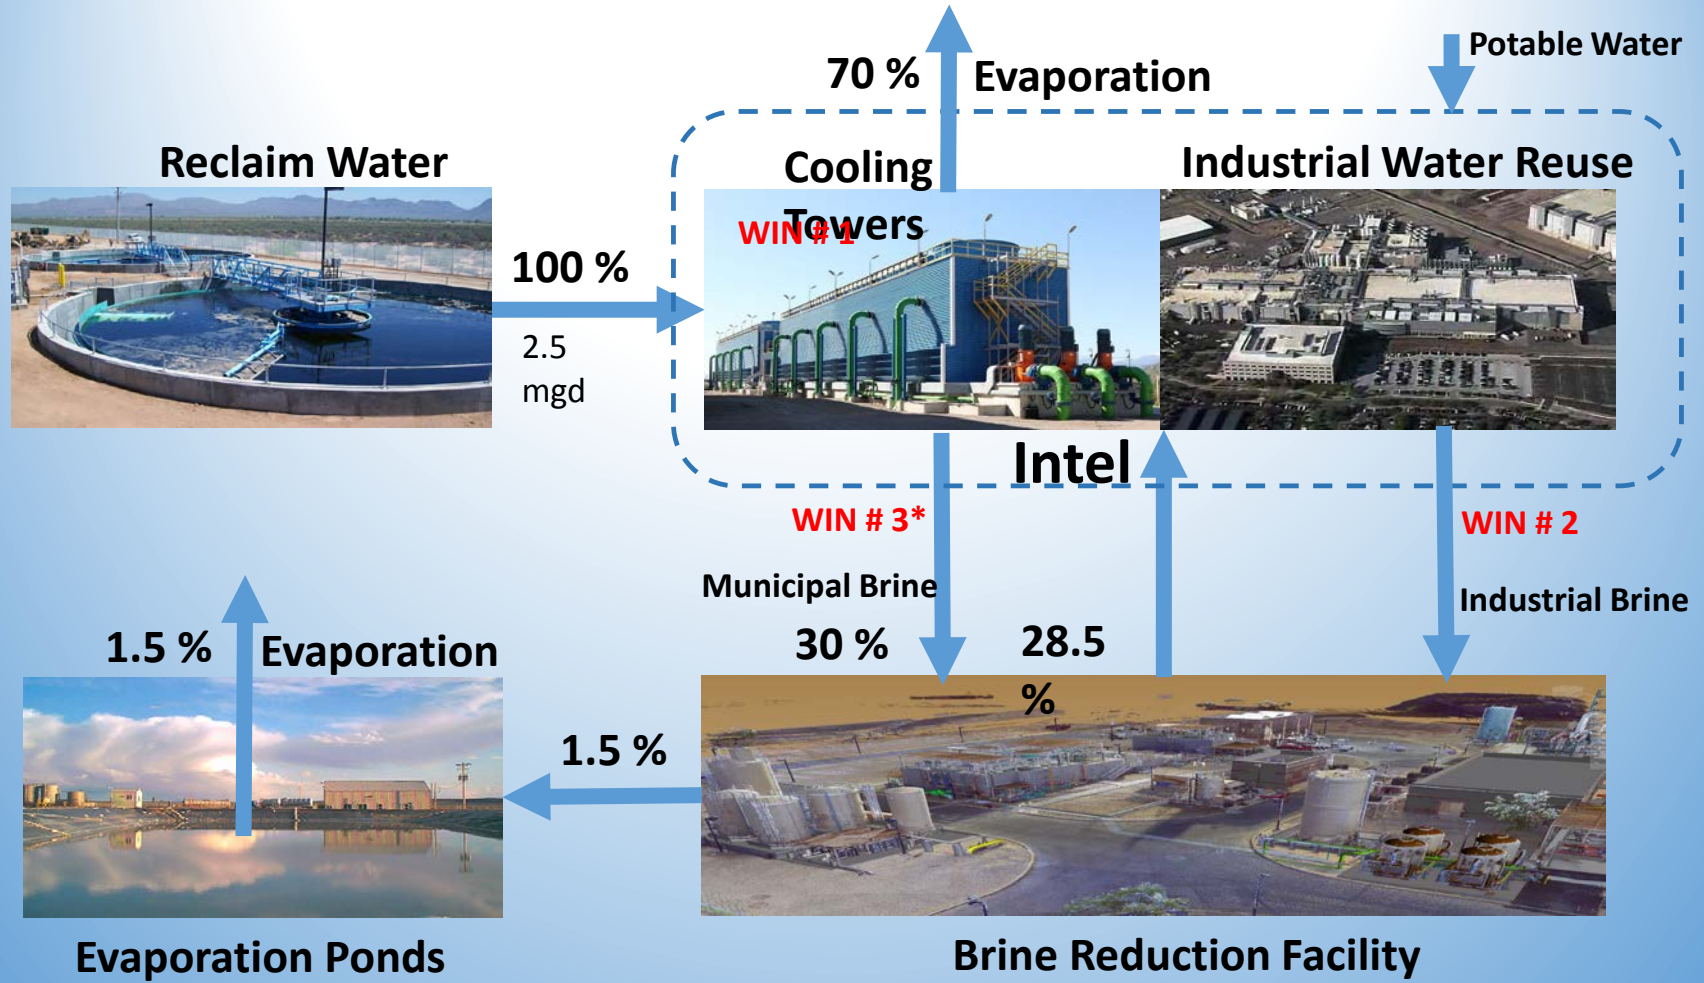 70 %
Evaporation
Potable Water
Reclaim Water
Cooling
Towers
Industrial Water Reuse
WIN # 1
100 %
2.5
mgd
Intel
WIN # 3*
WIN # 2
Municipal Brine
Industrial Brine
30 %
28.5
%
1.5 %
Evaporation
1.5 %
Evaporation Ponds
Brine Reduction Facility